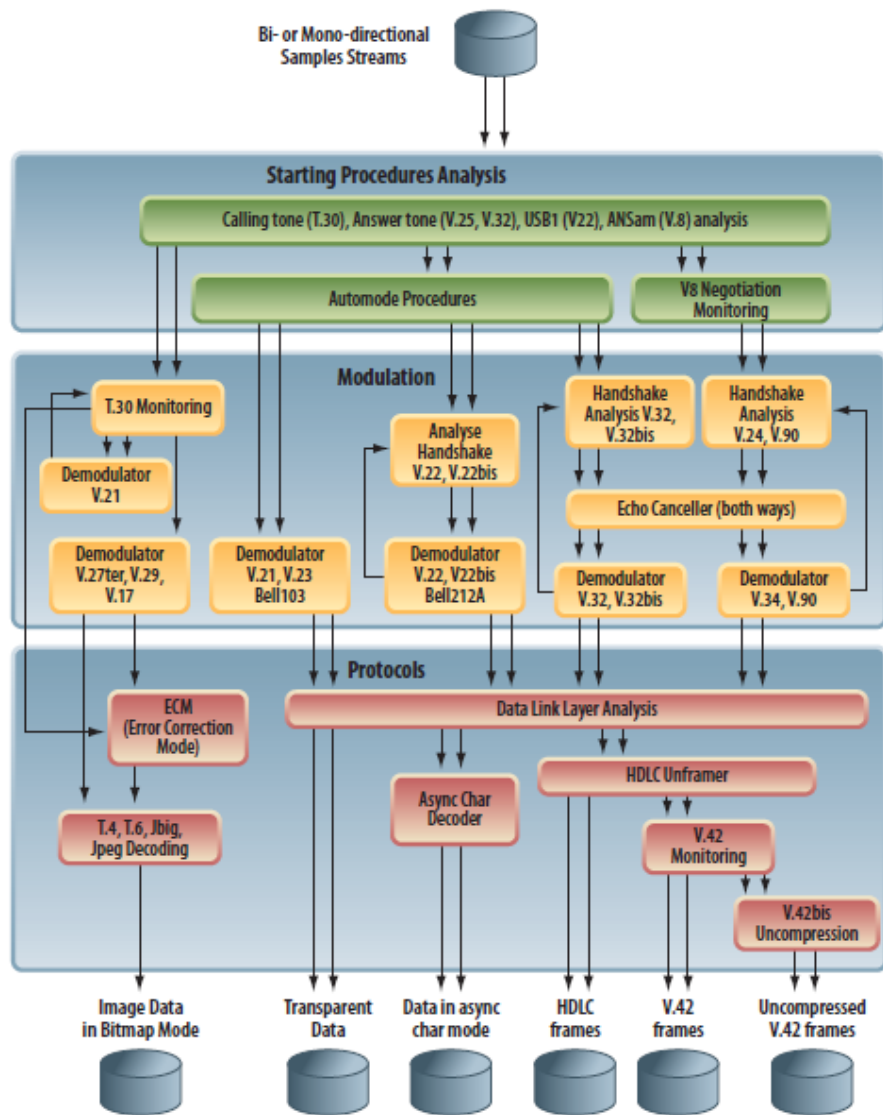 Bi- or Mono-directional
Samples Streams
Starting Procedures Analysis
Calling tone (T.30), Answer tone (V.25, V.32), USB1 (V22), ANSam (V.8) analysis
Automode Procedures
V8 Negotiation
Monitoring
Modulation
T.30 Monitoring
Demodulator
V.21
Analyse
Handshake
V.22, V.22bis
Handshake
Analysis V.32,
V.32bis
Handshake
Analysis
V.24, V.90
Echo Canceller (both ways)
Demodulator
V.27ter, V.29,
V.17
Demodulator
V.21, V.23
Bell103
Demodulator
V.22, V22bis
Bell212A
Demodulator
V.32, V.32bis
Demodulator
V.34, V.90
Protocols
ECM
(Error Correction
Mode)
Data Link Layer Analysis
HDLC Unframer
Async Char
Decoder
T.4, T.6, Jbig,
Jpeg Decoding
V.42
Monitoring
V.42bis
Uncompression
Image Data
in Bitmap Mode
Transparent
Data
Data in async
char mode
HDLC
frames
V.42
frames
Uncompressed
V.42 frames